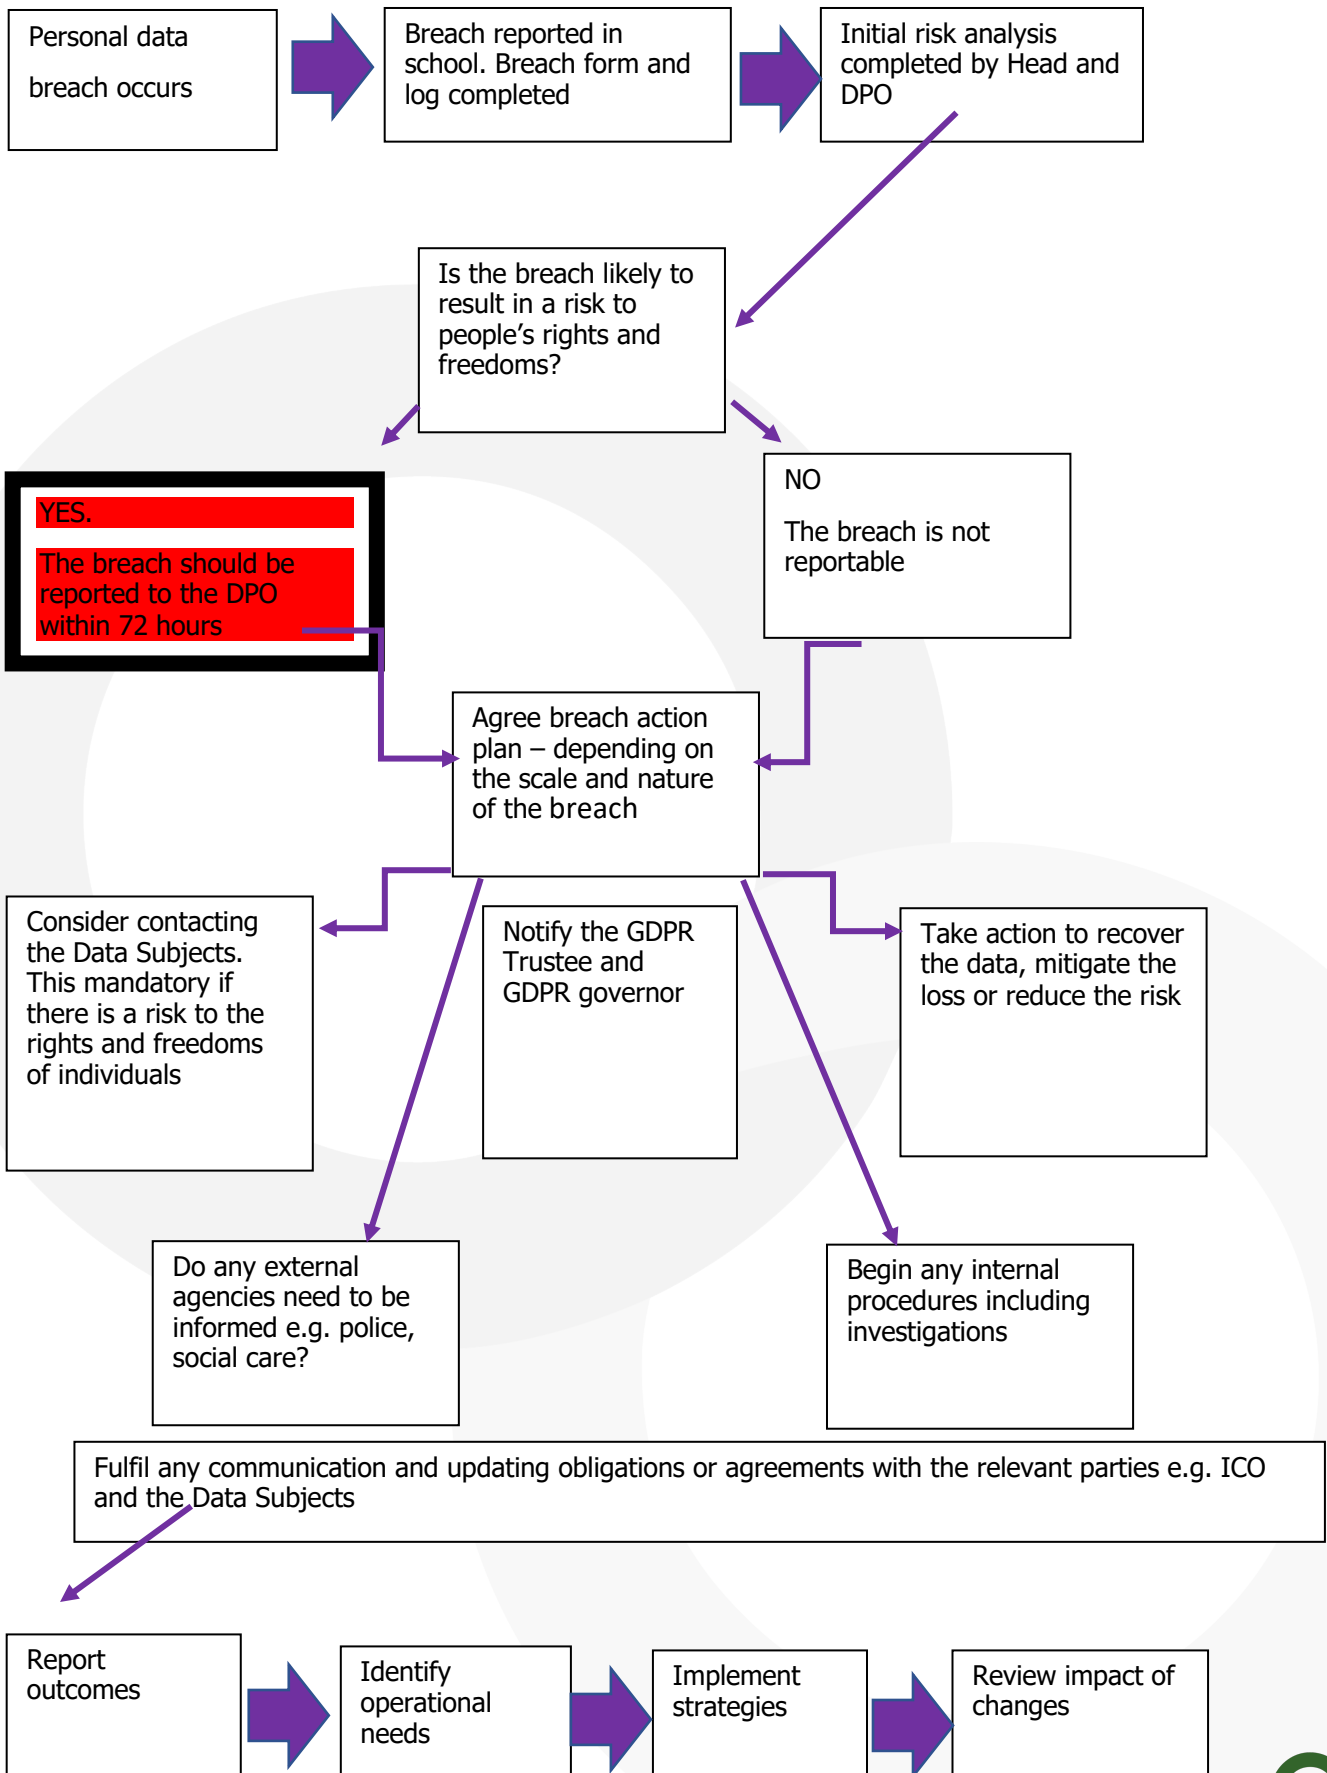 Personal data
breach occurs
Breach reported in
school. Breach form and
log completed
Initial risk analysis
completed by Head and
DPO
Is the breach likely to
result in a risk to
people’s rights and
freedoms?
YES.
The breach should be
reported to the DPO
within 72 hours
NO
The breach is not
reportable
Agree breach action
plan – depending on
the scale and nature
of the breach
Consider contacting
the Data Subjects.
This mandatory if
there is a risk to the
rights and freedoms
of individuals
Notify the GDPR
Trustee and
GDPR governor
Take action to recover
the data, mitigate the
loss or reduce the risk
Do any external
agencies need to be
informed e.g. police,
social care?
Begin any internal
procedures including
investigations
Fulfil any communication and updating obligations or agreements with the relevant parties e.g. ICO
and the Data Subjects
Report
outcomes
Identify
operational
needs
Implement
strategies
Review impact of
changes